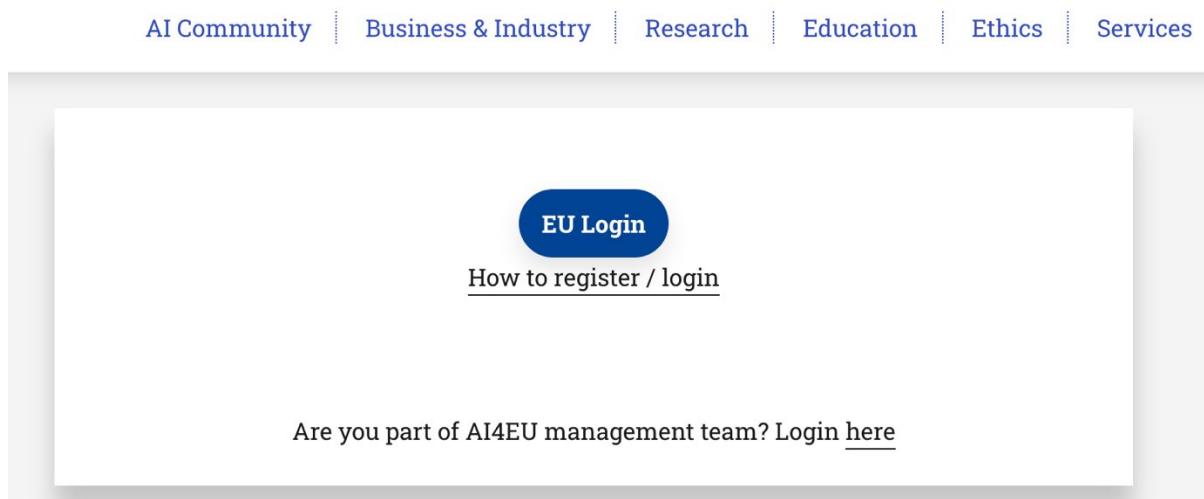 AI Community Business & Industry Research Education Ethics Services
EU Login
How to register / login
Are you part of AI4EU management team? Login here